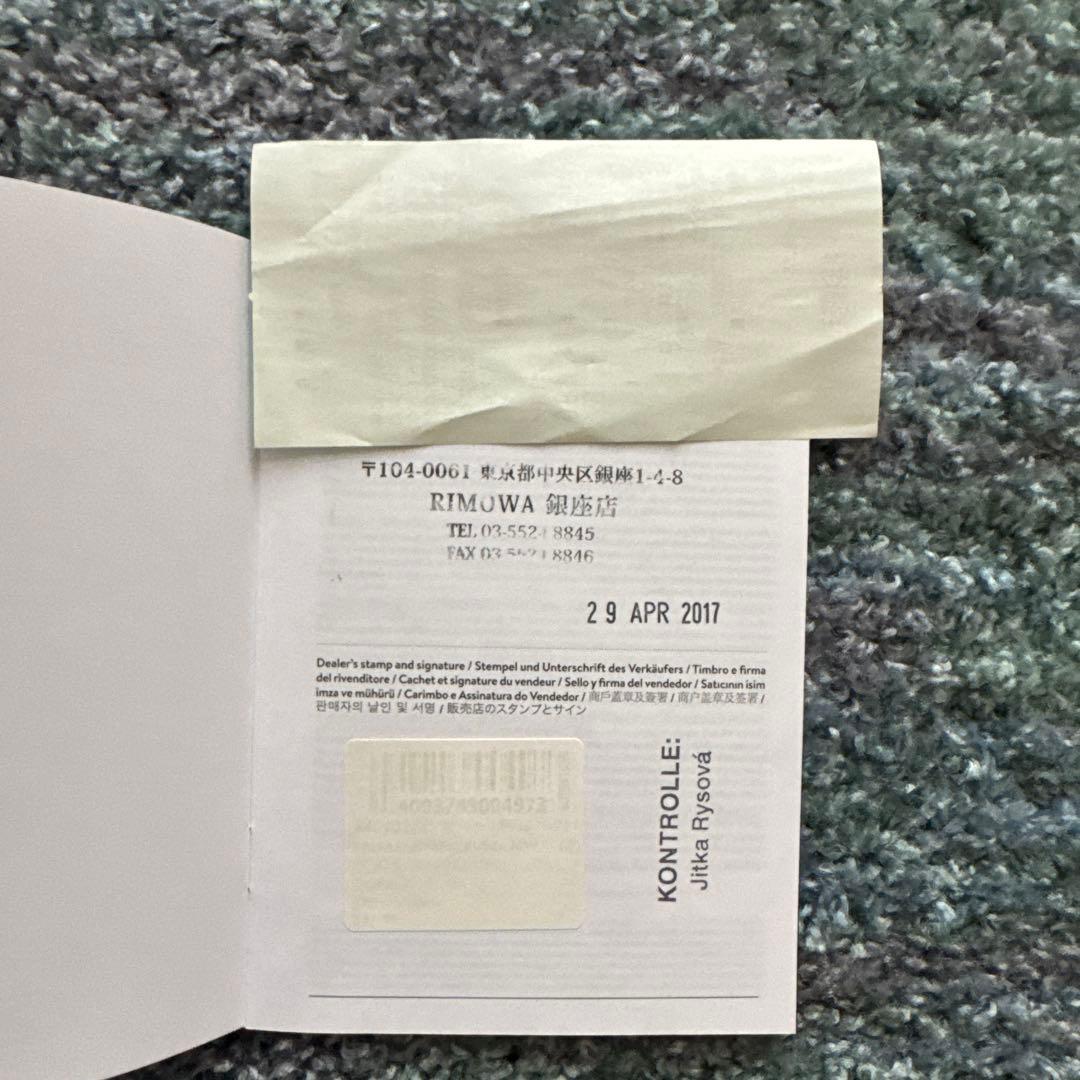 〒104-0061 東京都中央区銀座1-4-8
RIMOWA 銀座店
TEL 8845
FAX 8846
29 APR 2017
Dealer's stamp and signature / Stempel und Unterschrift des Verkäufers / Timbro e firma
del rivenditore / Cachet et signature du vendeur / Sello y firma del vendedor / Satıcının isim
imza ve mühürü / Carimbo e Assinatura do Vendedor / 商戶蓋章及簽署 / 商户盖章及签署 /
판매자의 날인 및 서명 / 販売店のスタンプとサイン
KONTROLLE:
Jitka Rysová